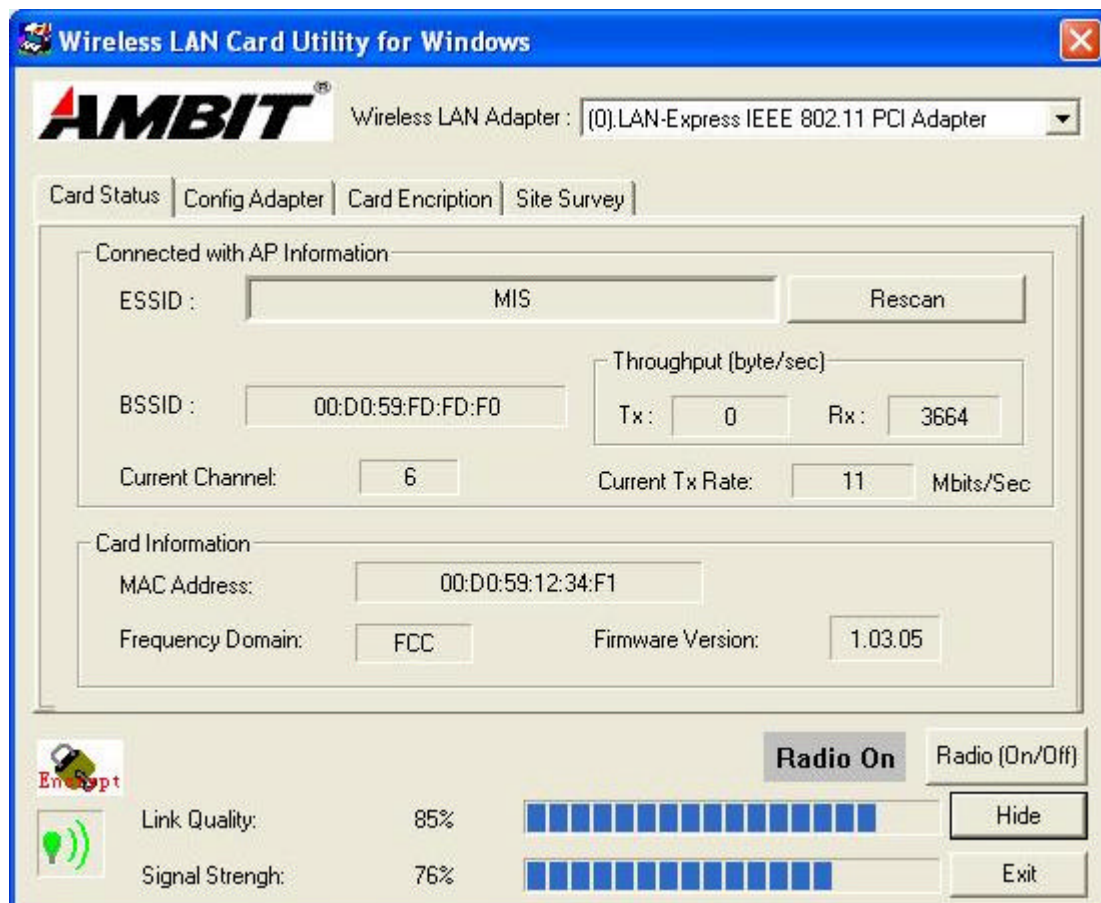 Wireless LAN Card Utility for Windows
AMBIT®
Wireless LAN Adapter : (0).LAN-Express IEEE 802.11 PCI Adapter
Card Status Config Adapter Card Encription Site Survey
Connected with AP Information
ESSID : MIS Rescan
Throughput (byte/sec)
BSSID : 00:D0:59:FD:FD:F0 Tx : 0 Rx : 3664
Current Channel: 6 Current Tx Rate: 11 Mbits/Sec
Card Information
MAC Address: 00:D0:59:12:34:F1
Frequency Domain: FCC Firmware Version: 1.03.05
Encrypt Radio On Radio (On/Off)
Link Quality: 85% Hide
Signal Strengh: 76% Exit